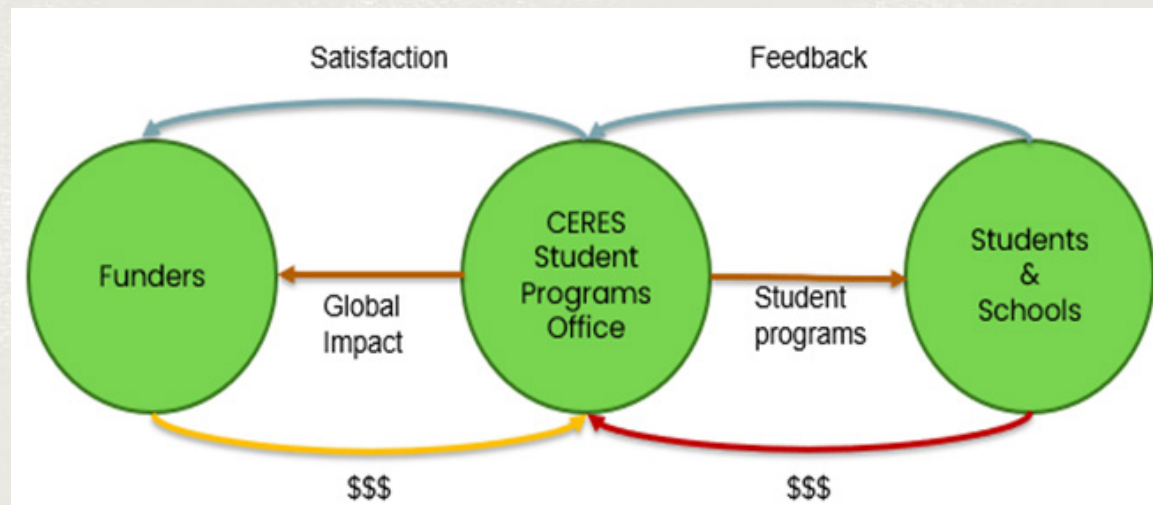 Satisfaction
Feedback
Funders
CERES
Student
Programs
Office
Students
&
Schools
Global
Impact
Student
programs
$$$
$$$